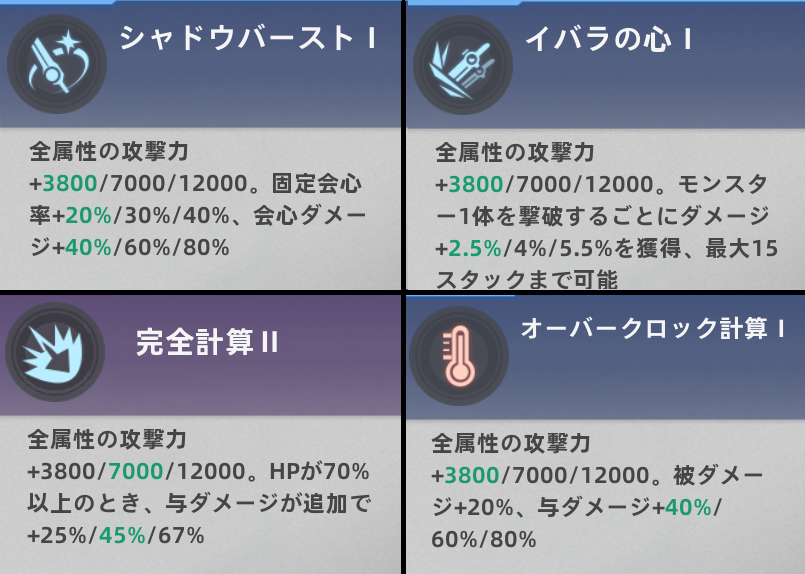 シャドウバースト I
全属性の攻撃力
+3800/7000/12000。固定会心
率+20%/30%/40%、会心ダメー
ジ+40%/60%/80%
イバラの心 I
全属性の攻撃力
+3800/7000/12000。モンスタ
ー1体を撃破するごとにダメージ
+2.5%/4%/5.5%を獲得、最大15
スタックまで可能
完全計算 II
全属性の攻撃力
+3800/7000/12000。HPが70%
以上のとき、与ダメージが追加で
+25%/45%/67%
オーバークロック計算 I
全属性の攻撃力
+3800/7000/12000。被ダメー
ジ+20%、与ダメージ+40%/
60%/80%